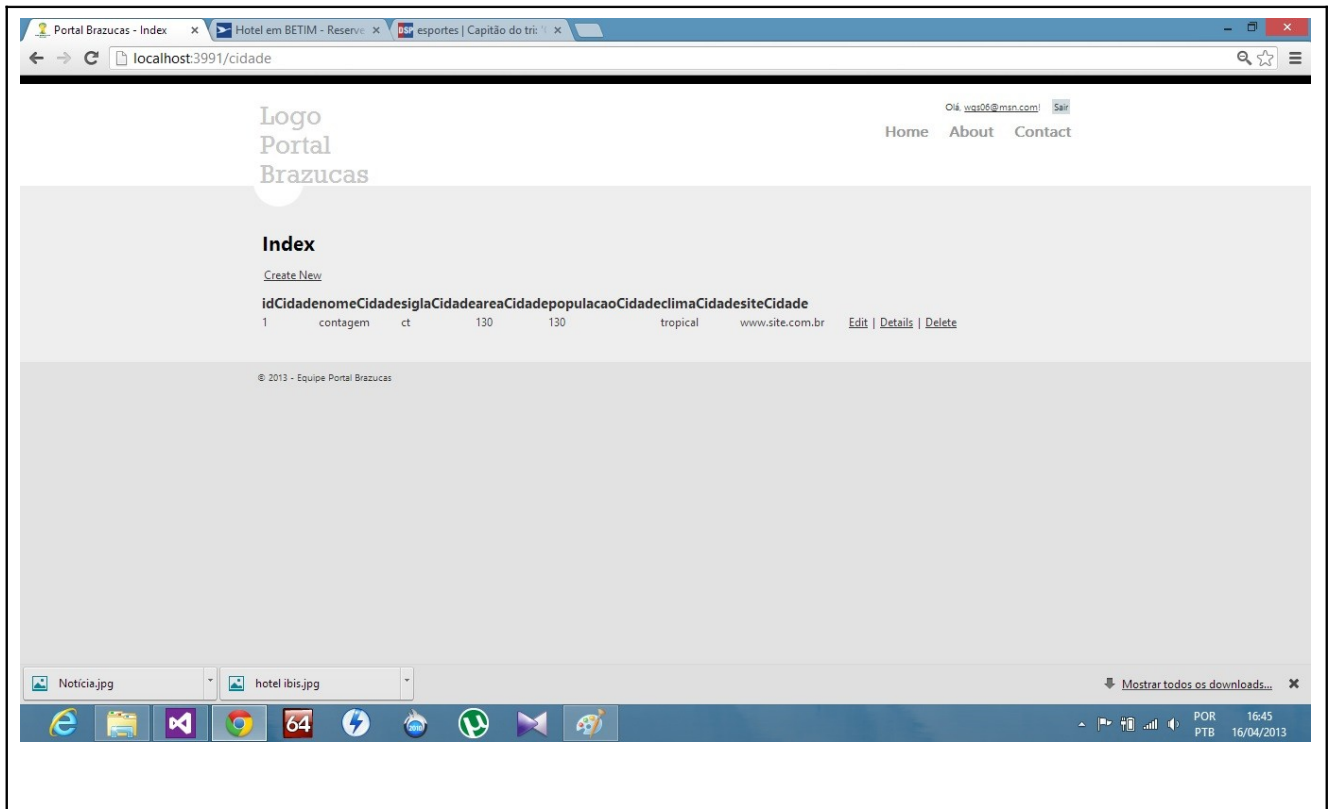 Portal Brazucas - Index
Hotel em BETIM - Reserve
DSP esportes | Capitão do tri:
localhost:3991/cidade
Logo
Portal
Brazucas
Olá, wgs06@msn.com! Sair
Home About Contact
Index
Create New
idCidadenomeCidadesiglaCidadeareaCidadepopulacaoCidadeclimaCidadesiteCidade
1 contagem ct 130 130 tropical www.site.com.br Edit | Details | Delete
© 2013 - Equipe Portal Brazucas
Notícia.jpg
hotel ibis.jpg
Mostrar todos os downloads...
64
2010
POR 16:45
PTB 16/04/2013